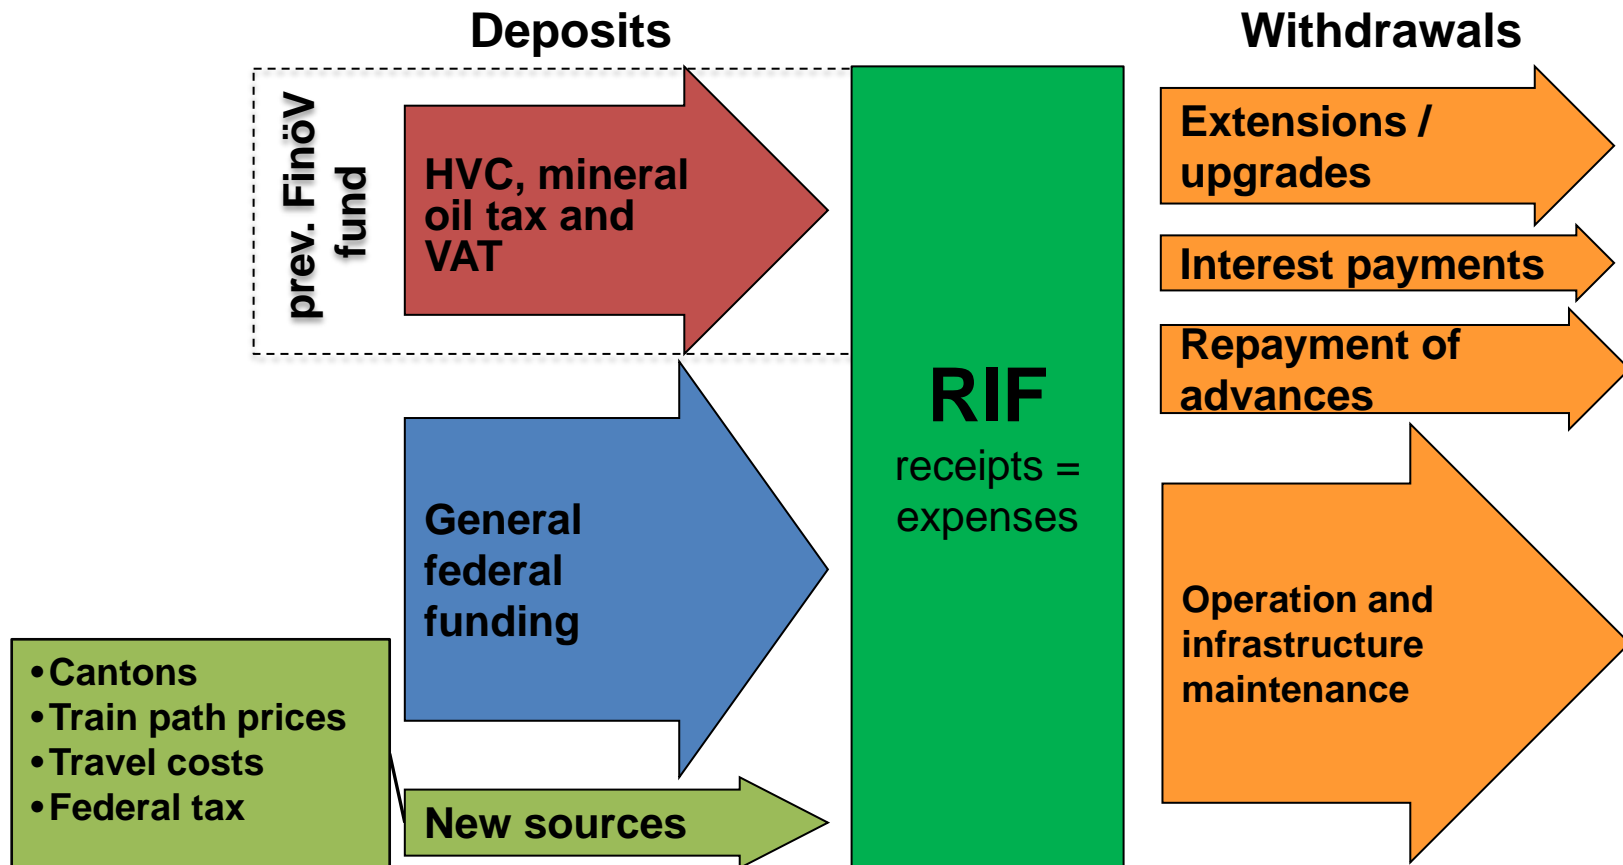 Deposits
Withdrawals
prev. FinöV
fund
HVC, mineral
oil tax and
VAT
General
federal
funding
•Cantons
•Train path prices
•Travel costs
•Federal tax
New sources
RIF
receipts =
expenses
Extensions /
upgrades
Interest payments
Repayment of
advances
Operation and
infrastructure
maintenance